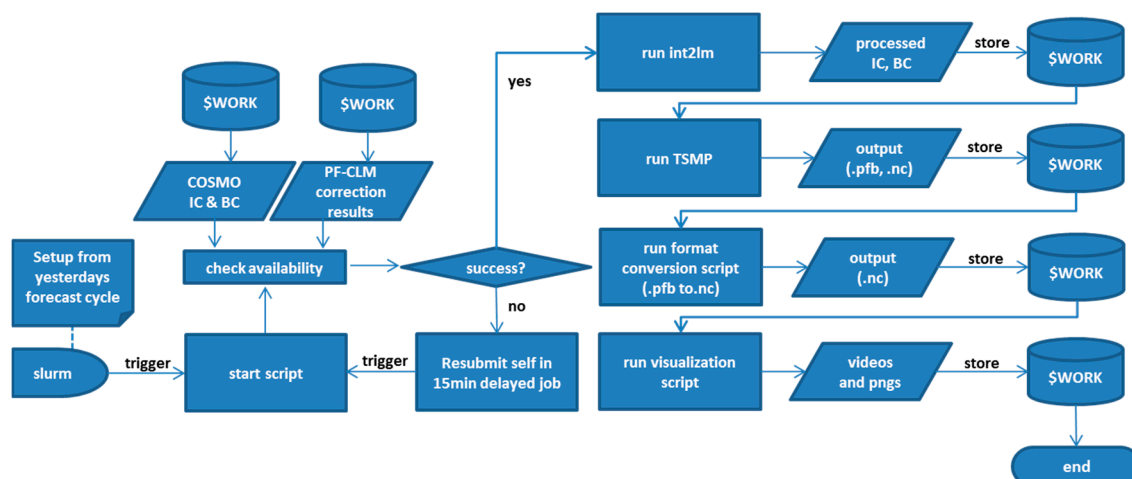 run int2lm
processed
IC, BC
store
$WORK
yes
$WORK
$WORK
run TSMP
output
(.pfb, .nc)
store
$WORK
COSMO
IC & BC
PF-CLM
correction
results
Setup from
yesterdays
forecast cycle
check availability
success?
run format
conversion script
(.pfb to.nc)
output
(.nc)
store
$WORK
no
slurm
trigger
start script
trigger
Resubmit self in
15min delayed job
run visualization
script
videos
and pngs
store
$WORK
end